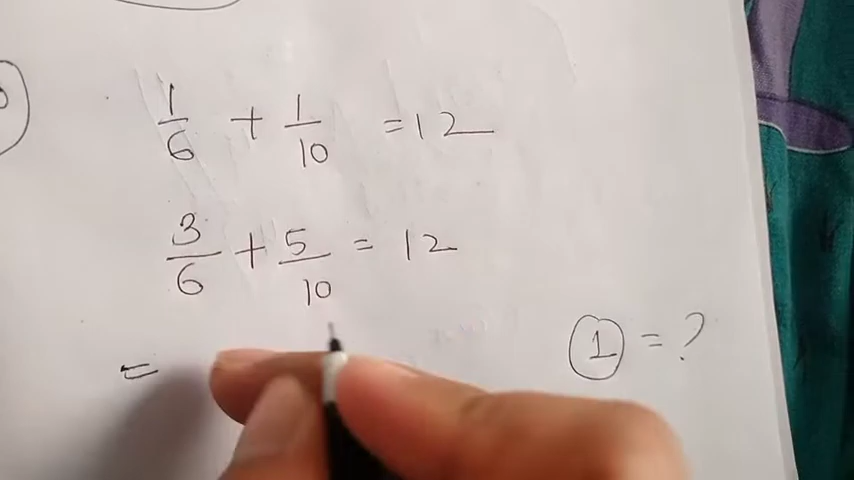 1/6 + 1/10 = 12
3/6 + 5/10 = 12
1 = ?
=